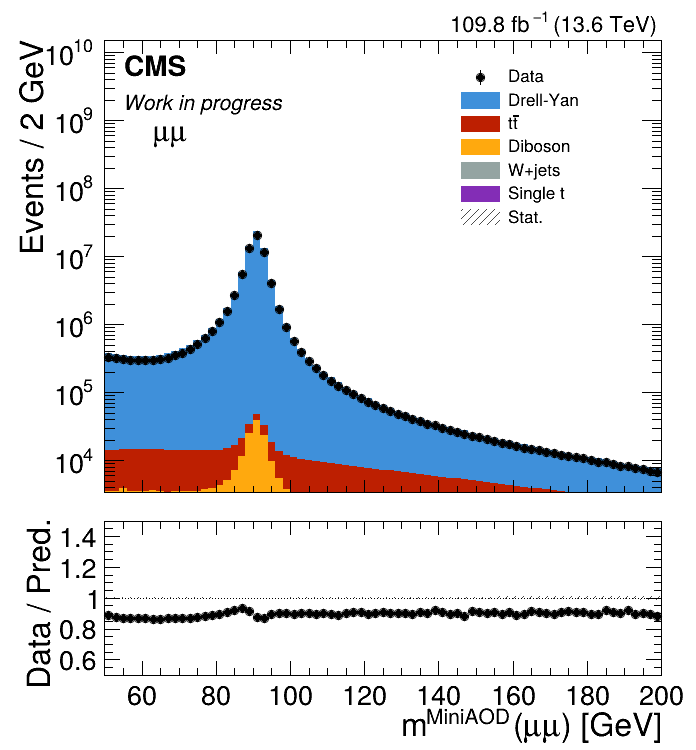 109.8 fb⁻¹ (13.6 TeV)
CMS
Work in progress
μμ
Data
Drell-Yan
tt̅
Diboson
W+jets
Single t
Stat.
Events / 2 GeV
10¹⁰
10⁹
10⁸
10⁷
10⁶
10⁵
10⁴
Data / Pred.
1.4
1.2
1
0.8
0.6
60 80 100 120 140 160 180 200
m^MiniAOD (μμ) [GeV]